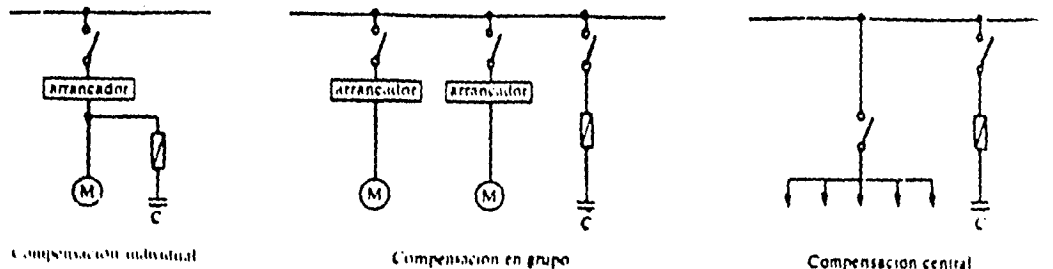 arrancador
M
C
Compensación individual
arrancador
arrancador
M
M
C
Compensación en grupo
C
Compensación central